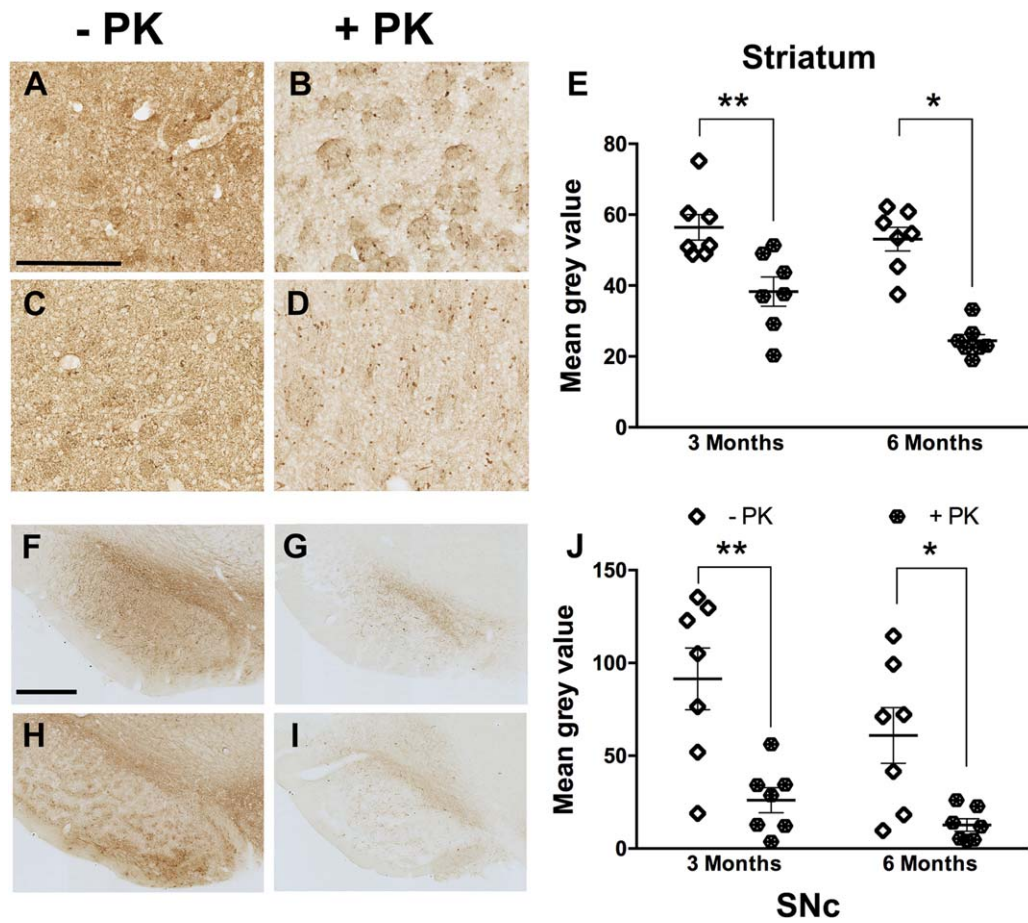 - PK + PK
A
B
C
D
F
G
H
I
Striatum
E
** *
80
60
40
20
0
Mean grey value
3 Months 6 Months
- PK + PK
J
** *
150
100
50
0
Mean grey value
3 Months 6 Months
SNc